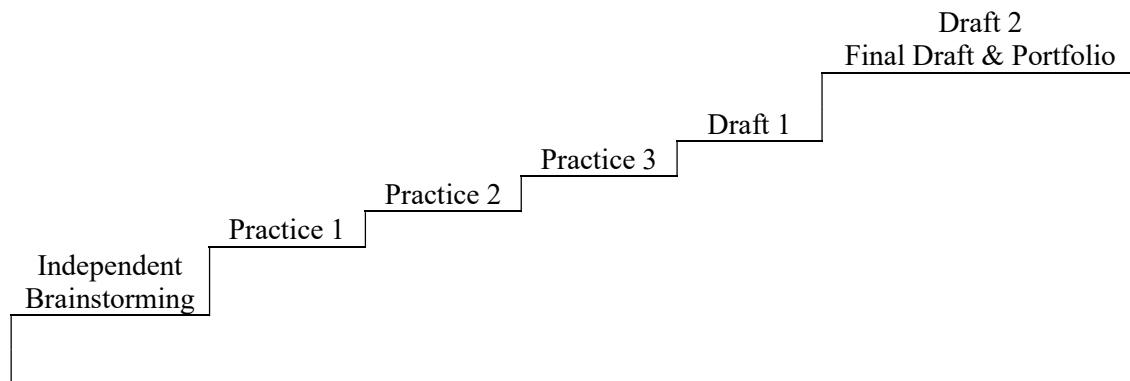 Draft 2
Final Draft & Portfolio
Draft 1
Practice 3
Practice 2
Practice 1
Independent
Brainstorming